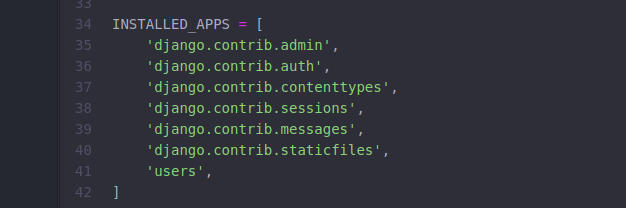 33
34 INSTALLED_APPS = [
35 'django.contrib.admin',
36 'django.contrib.auth',
37 'django.contrib.contenttypes',
38 'django.contrib.sessions',
39 'django.contrib.messages',
40 'django.contrib.staticfiles',
41 'users',
42 ]